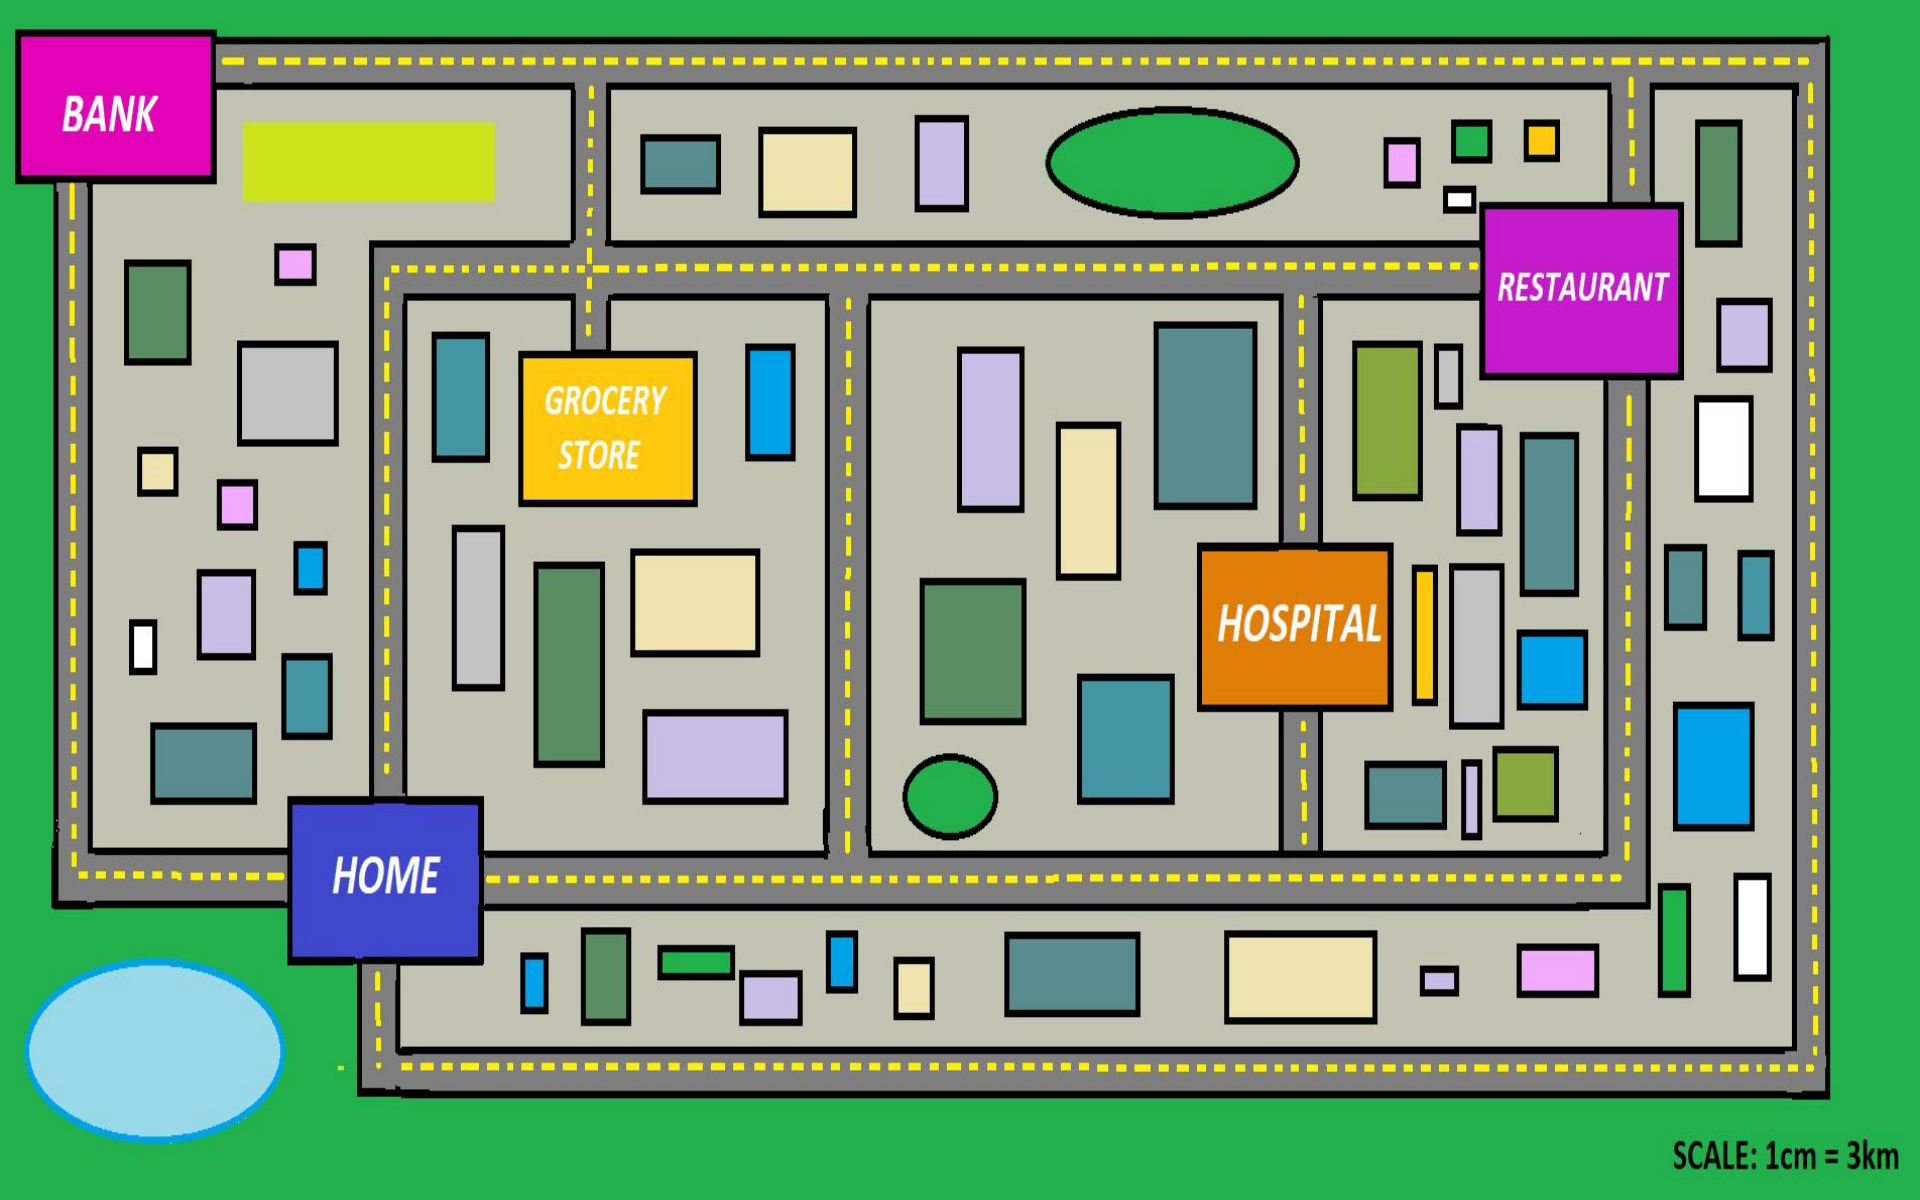 BANK
RESTAURANT
GROCERY
STORE
HOSPITAL
HOME
SCALE: 1cm = 3km